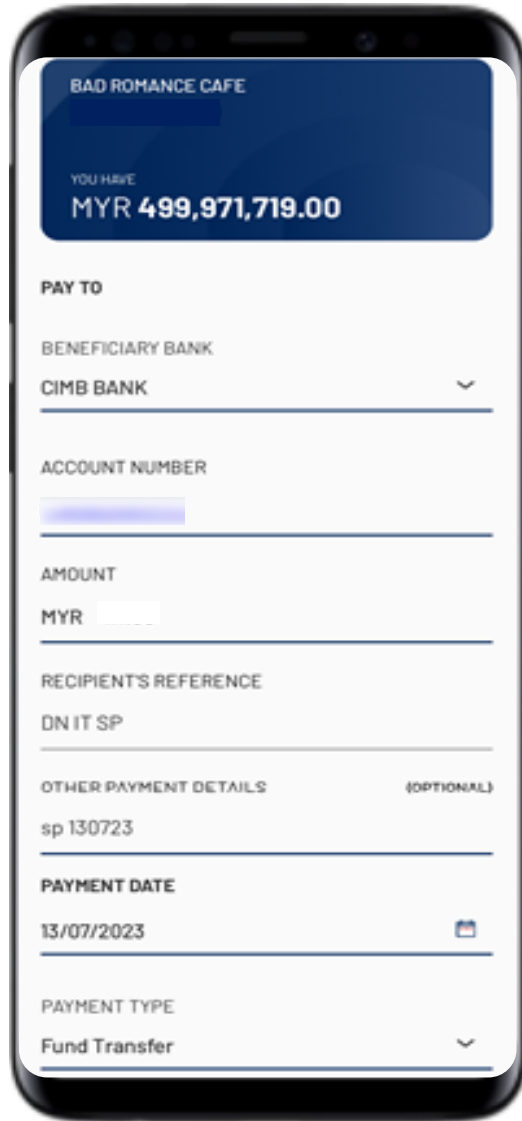 BAD ROMANCE CAFE
YOU HAVE
MYR 499,971,719.00
PAY TO
BENEFICIARY BANK
CIMB BANK
ACCOUNT NUMBER
AMOUNT
MYR
RECIPIENT'S REFERENCE
DN IT SP
OTHER PAYMENT DETAILS (OPTIONAL)
sp 130723
PAYMENT DATE
13/07/2023
PAYMENT TYPE
Fund Transfer